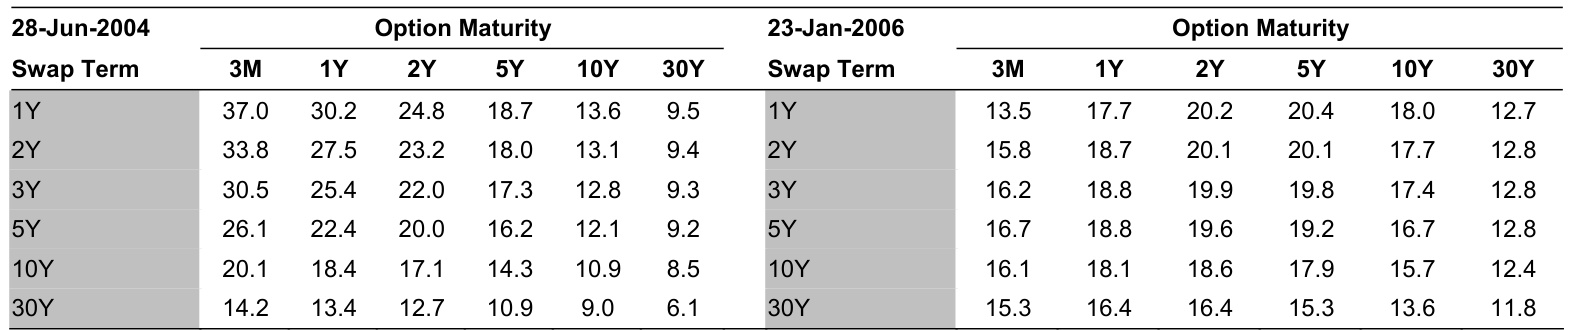 28-Jun-2004 Option Maturity 23-Jan-2006 Option Maturity
Swap Term 3M 1Y 2Y 5Y 10Y 30Y Swap Term 3M 1Y 2Y 5Y 10Y 30Y
1Y 37.0 30.2 24.8 18.7 13.6 9.5 1Y 13.5 17.7 20.2 20.4 18.0 12.7
2Y 33.8 27.5 23.2 18.0 13.1 9.4 2Y 15.8 18.7 20.1 20.1 17.7 12.8
3Y 30.5 25.4 22.0 17.3 12.8 9.3 3Y 16.2 18.8 19.9 19.8 17.4 12.8
5Y 26.1 22.4 20.0 16.2 12.1 9.2 5Y 16.7 18.8 19.6 19.2 16.7 12.8
10Y 20.1 18.4 17.1 14.3 10.9 8.5 10Y 16.1 18.1 18.6 17.9 15.7 12.4
30Y 14.2 13.4 12.7 10.9 9.0 6.1 30Y 15.3 16.4 16.4 15.3 13.6 11.8